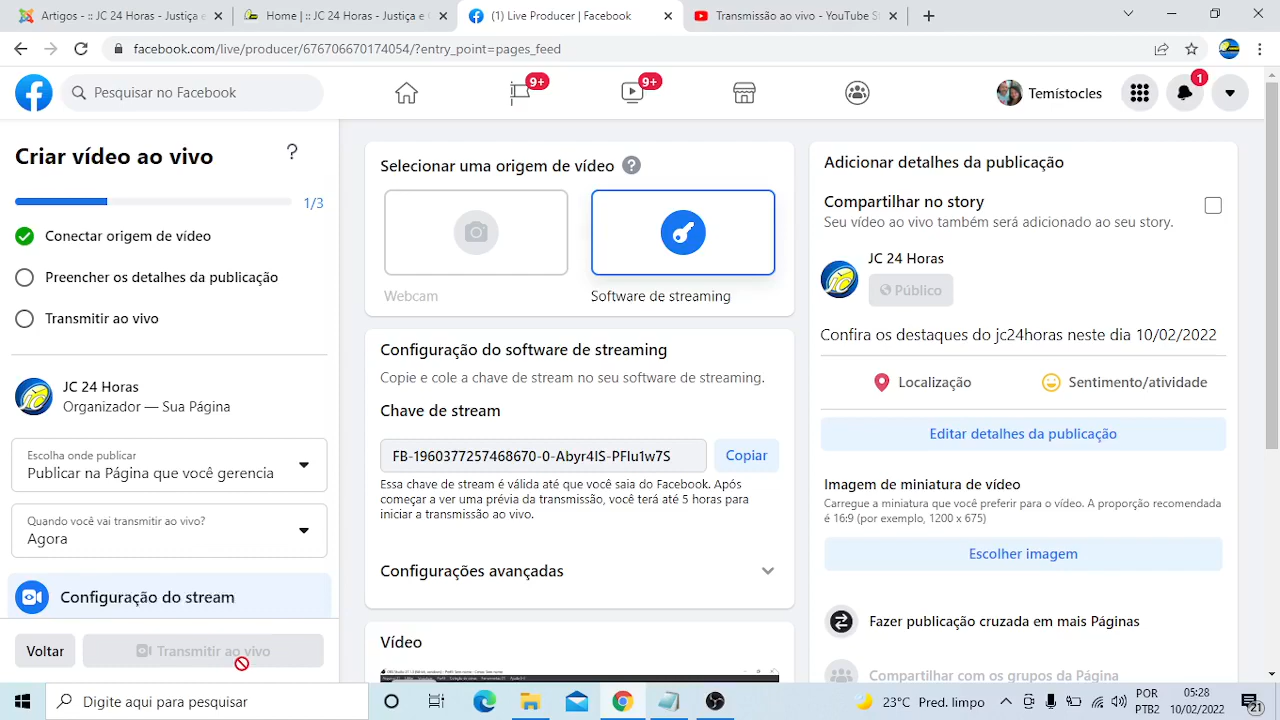 Artigos - JC 24 Horas - Justiça e
Home | :: JC 24 Horas - Justiça e C
(1) Live Producer | Facebook
Transmissão ao vivo - YouTube St
facebook.com/live/producer/676706670174054/?entry_point=pages_feed
Pesquisar no Facebook
9+
9+
Temístocles
1
Criar vídeo ao vivo
?
1/3
Conectar origem de vídeo
Preencher os detalhes da publicação
Transmitir ao vivo
JC 24 Horas
Organizador — Sua Página
Escolha onde publicar
Publicar na Página que você gerencia
Quando você vai transmitir ao vivo?
Agora
Configuração do stream
Voltar
Transmitir ao vivo
Selecionar uma origem de vídeo ?
Webcam
Software de streaming
Configuração do software de streaming
Copie e cole a chave de stream no seu software de streaming.
Chave de stream
FB-1960377257468670-0-Abyr4IS-PFIu1w7S
Copiar
Essa chave de stream é válida até que você saia do Facebook. Após
começar a ver uma prévia da transmissão, você terá até 5 horas para
iniciar a transmissão ao vivo.
Configurações avançadas
Vídeo
Adicionar detalhes da publicação
Compartilhar no story
Seu vídeo ao vivo também será adicionado ao seu story.
JC 24 Horas
Público
Confira os destaques do jc24horas neste dia 10/02/2022
Localização
Sentimento/atividade
Editar detalhes da publicação
Imagem de miniatura de vídeo
Carregue a miniatura que você preferir para o vídeo. A proporção recomendada
é 16:9 (por exemplo, 1200 x 675)
Escolher imagem
Fazer publicação cruzada em mais Páginas
Compartilhar com os grupos da Página
Digite aqui para pesquisar
23°C Pred. limpo
POR
PTB2
15:28
10/02/2022
21